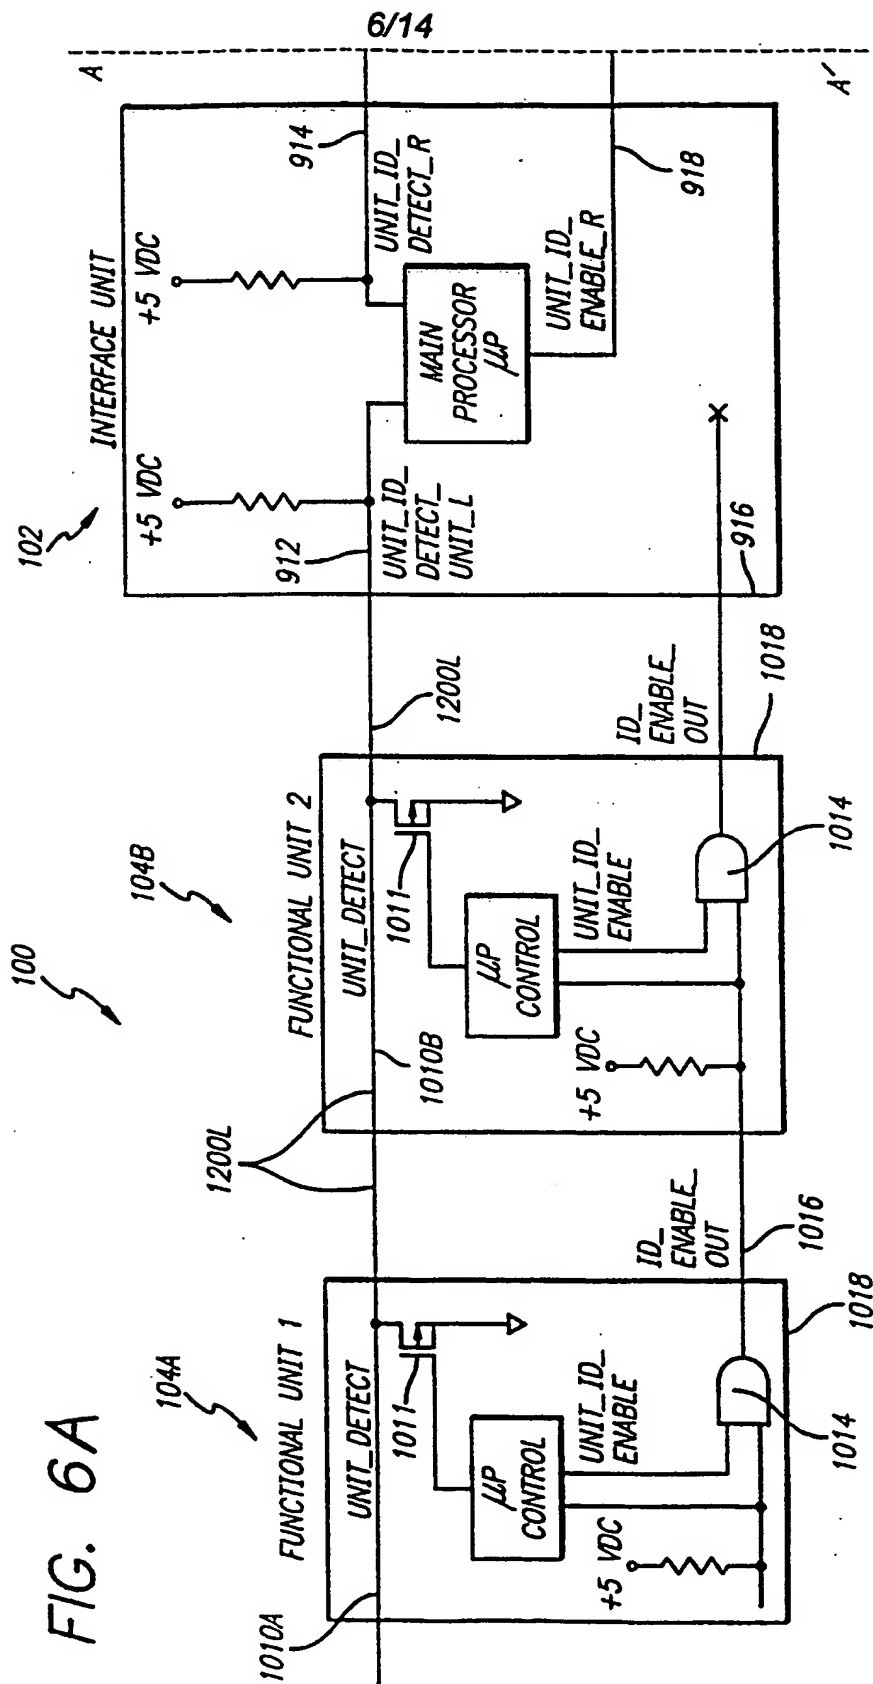 6/14
FIG. 6A
100
104A
FUNCTIONAL UNIT 1
1010A
UNIT_DETECT
1011
µP
CONTROL
UNIT_ID_
ENABLE
+5 VDC
1014
1018
ID_
ENABLE_
OUT
1016
1200L
104B
FUNCTIONAL UNIT 2
1010B
UNIT_DETECT
1011
µP
CONTROL
UNIT_ID_
ENABLE
+5 VDC
1014
1018
ID_
ENABLE_
OUT
1200L
102
INTERFACE UNIT
+5 VDC
+5 VDC
912
UNIT_ID_
DETECT_
UNIT_L
914
UNIT_ID_
DETECT_R
MAIN
PROCESSOR
µP
UNIT_ID_
ENABLE_R
916
918
A
A'